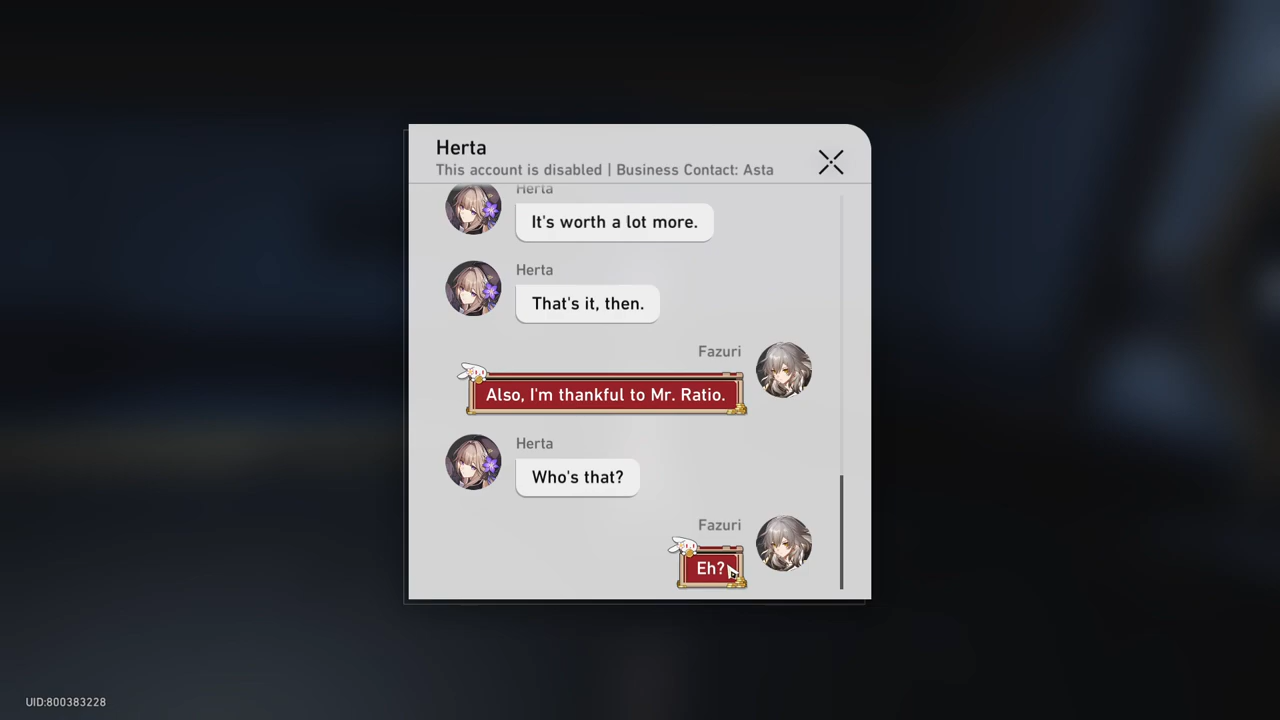 Herta
This account is disabled | Business Contact: Asta
Herta
It's worth a lot more.
Herta
That's it, then.
Fazuri
Also, I'm thankful to Mr. Ratio.
Herta
Who's that?
Fazuri
Eh?
UID:800383228